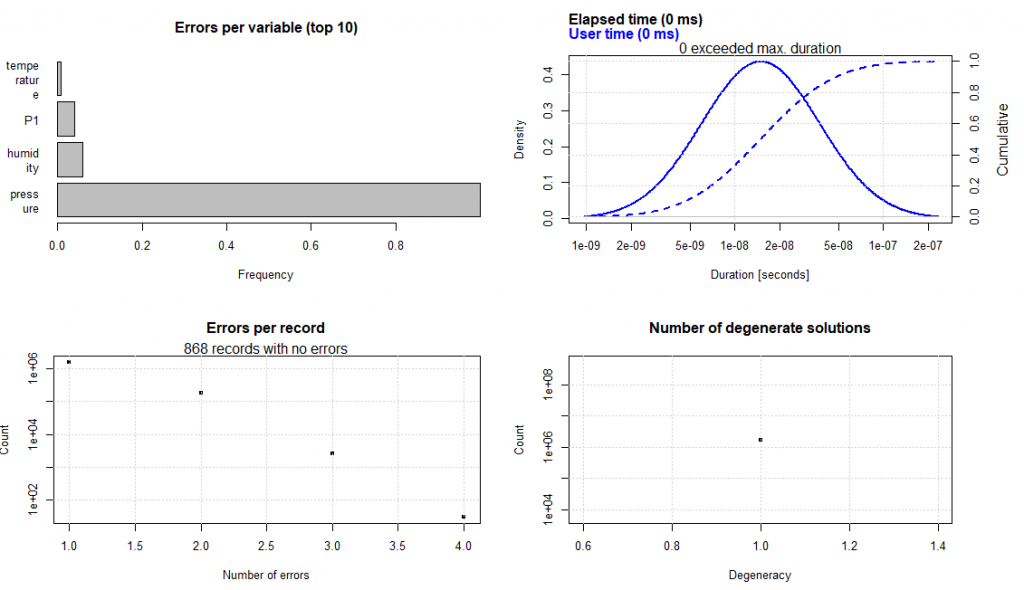 Errors per variable (top 10)
tempe
ratur
e
P1
humid
ity
press
ure
0.0 0.2 0.4 0.6 0.8
Frequency
Elapsed time (0 ms)
User time (0 ms)
0 exceeded max. duration
Density
0.0 0.1 0.2 0.3 0.4
0.0 0.2 0.4 0.6 0.8 1.0
Cumulative
1e-09 2e-09 5e-09 1e-08 2e-08 5e-08 1e-07 2e-07
Duration [seconds]
Errors per record
868 records with no errors
Count
1e+02 1e+04 1e+06
1.0 1.5 2.0 2.5 3.0 3.5 4.0
Number of errors
Number of degenerate solutions
Count
1e+04 1e+06 1e+08
0.6 0.8 1.0 1.2 1.4
Degeneracy